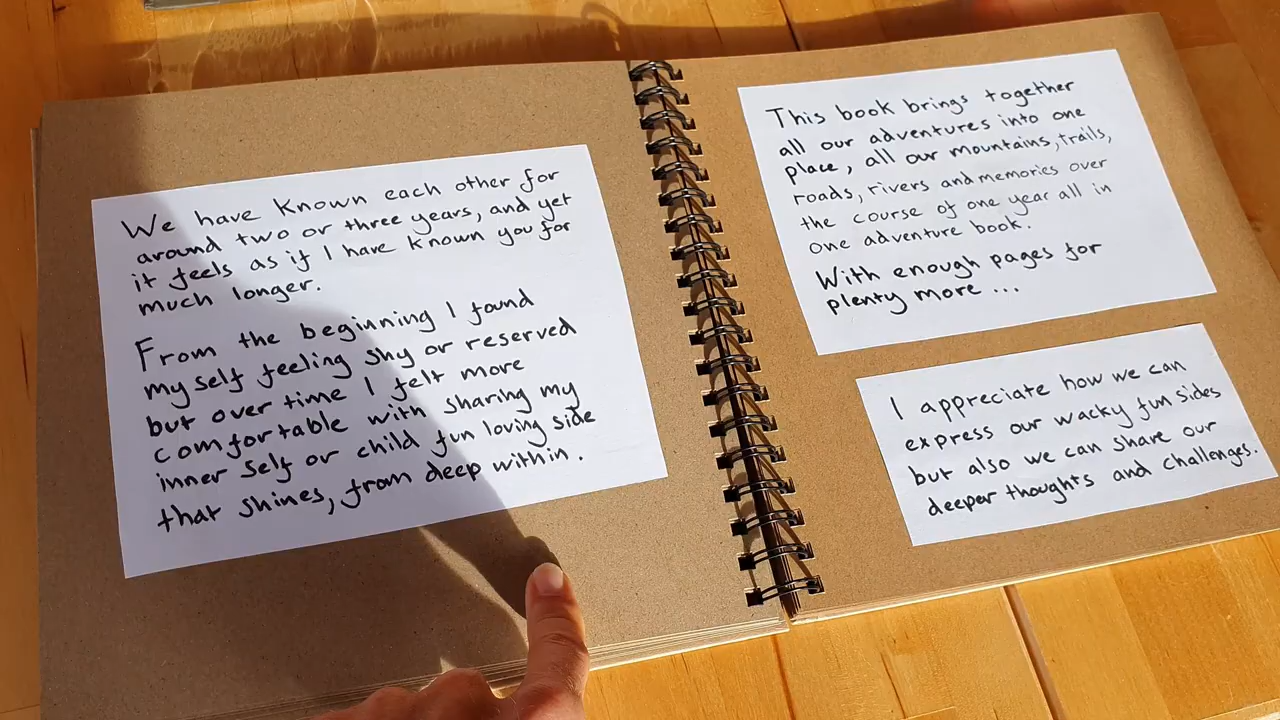 We have known each other for
around two or three years, and yet
it feels as if I have known you for
much longer.
From the beginning I found
myself feeling shy or reserved
but over time I felt more
comfortable with sharing my
inner self or child fun loving side
that shines, from deep within.
This book brings together
all our adventures into one
place, all our mountains, trails,
roads, rivers and memories over
the course of one year all in
one adventure book.
With enough pages for
plenty more ...
I appreciate how we can
express our wacky fun sides
but also we can share our
deeper thoughts and challenges.